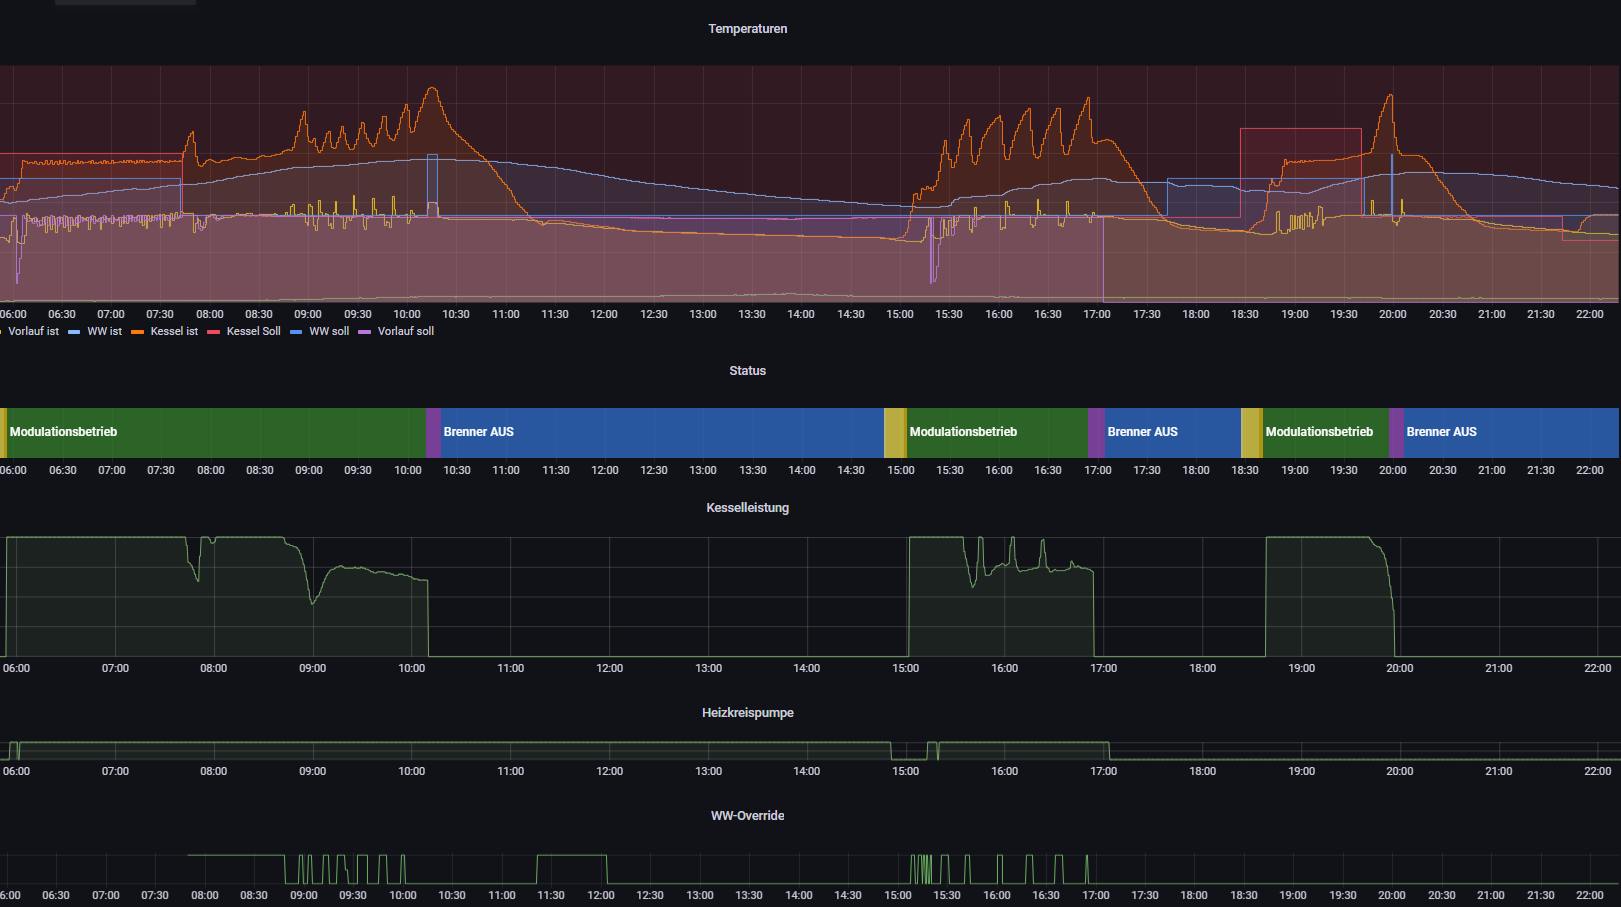 Temperaturen
06:00 06:30 07:00 07:30 08:00 08:30 09:00 09:30 10:00 10:30 11:00 11:30 12:00 12:30 13:00 13:30 14:00 14:30 15:00 15:30 16:00 16:30 17:00 17:30 18:00 18:30 19:00 19:30 20:00 20:30 21:00 21:30 22:00
Vorlauf ist WW ist Kessel ist Kessel Soll WW soll Vorlauf soll
Status
Modulationsbetrieb Brenner AUS Modulationsbetrieb Brenner AUS Modulationsbetrieb Brenner AUS
06:00 06:30 07:00 07:30 08:00 08:30 09:00 09:30 10:00 10:30 11:00 11:30 12:00 12:30 13:00 13:30 14:00 14:30 15:00 15:30 16:00 16:30 17:00 17:30 18:00 18:30 19:00 19:30 20:00 20:30 21:00 21:30 22:00
Kesselleistung
06:00 07:00 08:00 09:00 10:00 11:00 12:00 13:00 14:00 15:00 16:00 17:00 18:00 19:00 20:00 21:00 22:00
Heizkreispumpe
06:00 07:00 08:00 09:00 10:00 11:00 12:00 13:00 14:00 15:00 16:00 17:00 18:00 19:00 20:00 21:00 22:00
WW-Override
6:00 06:30 07:00 07:30 08:00 08:30 09:00 09:30 10:00 10:30 11:00 11:30 12:00 12:30 13:00 13:30 14:00 14:30 15:00 15:30 16:00 16:30 17:00 17:30 18:00 18:30 19:00 19:30 20:00 20:30 21:00 21:30 22:00